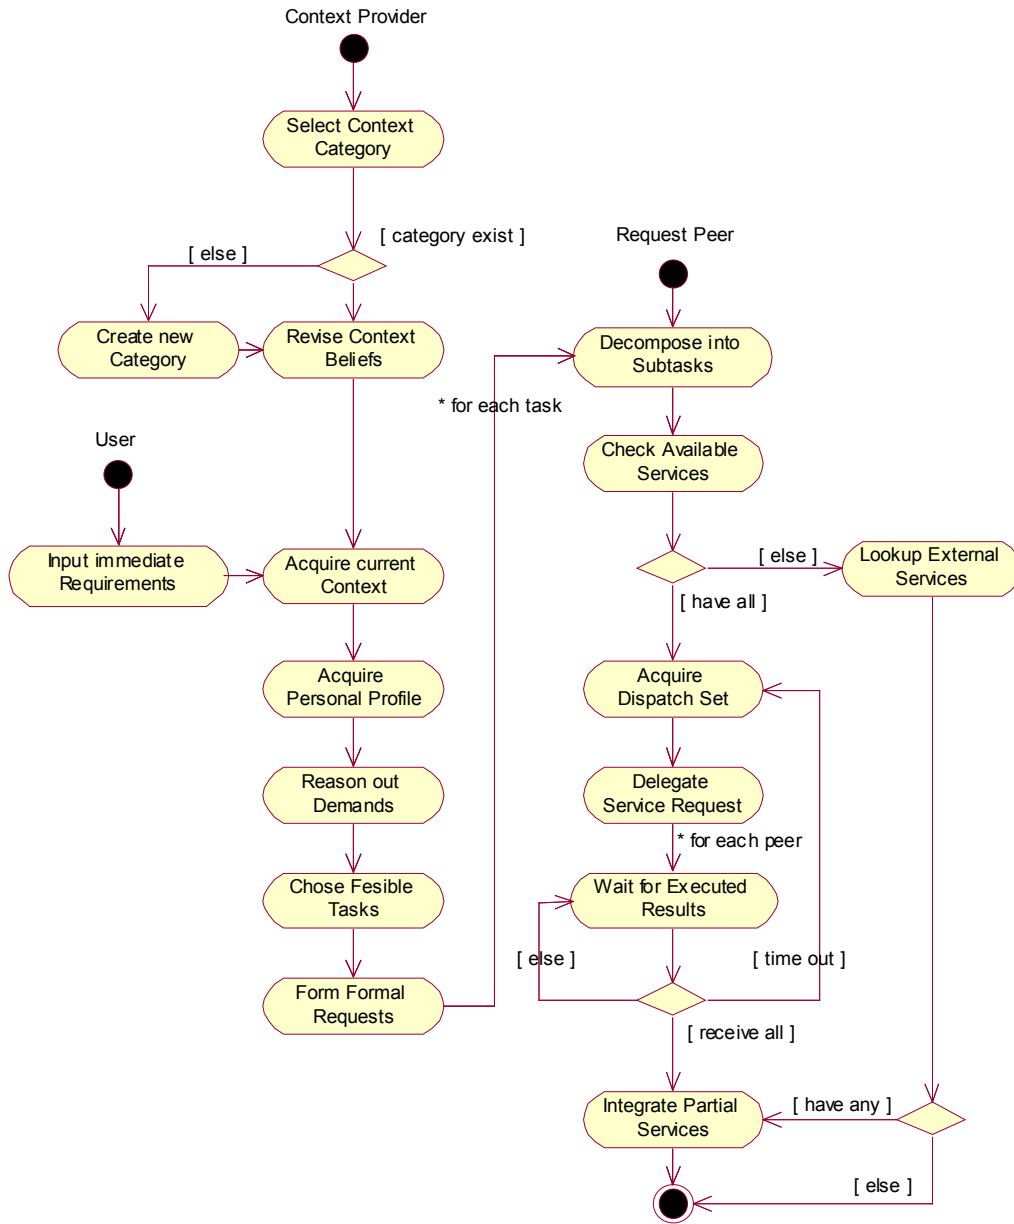 Context Provider
Select Context
Category
[ category exist ]
[ else ]
Create new
Category
Revise Context
Beliefs
User
Input immediate
Requirements
Acquire current
Context
Acquire
Personal Profile
Reason out
Demands
Chose Fesible
Tasks
Form Formal
Requests
* for each task
Request Peer
Decompose into
Subtasks
Check Available
Services
[ else ]
Lookup External
Services
[ have all ]
Acquire
Dispatch Set
Delegate
Service Request
* for each peer
Wait for Executed
Results
[ else ]
[ time out ]
[ receive all ]
Integrate Partial
Services
[ have any ]
[ else ]